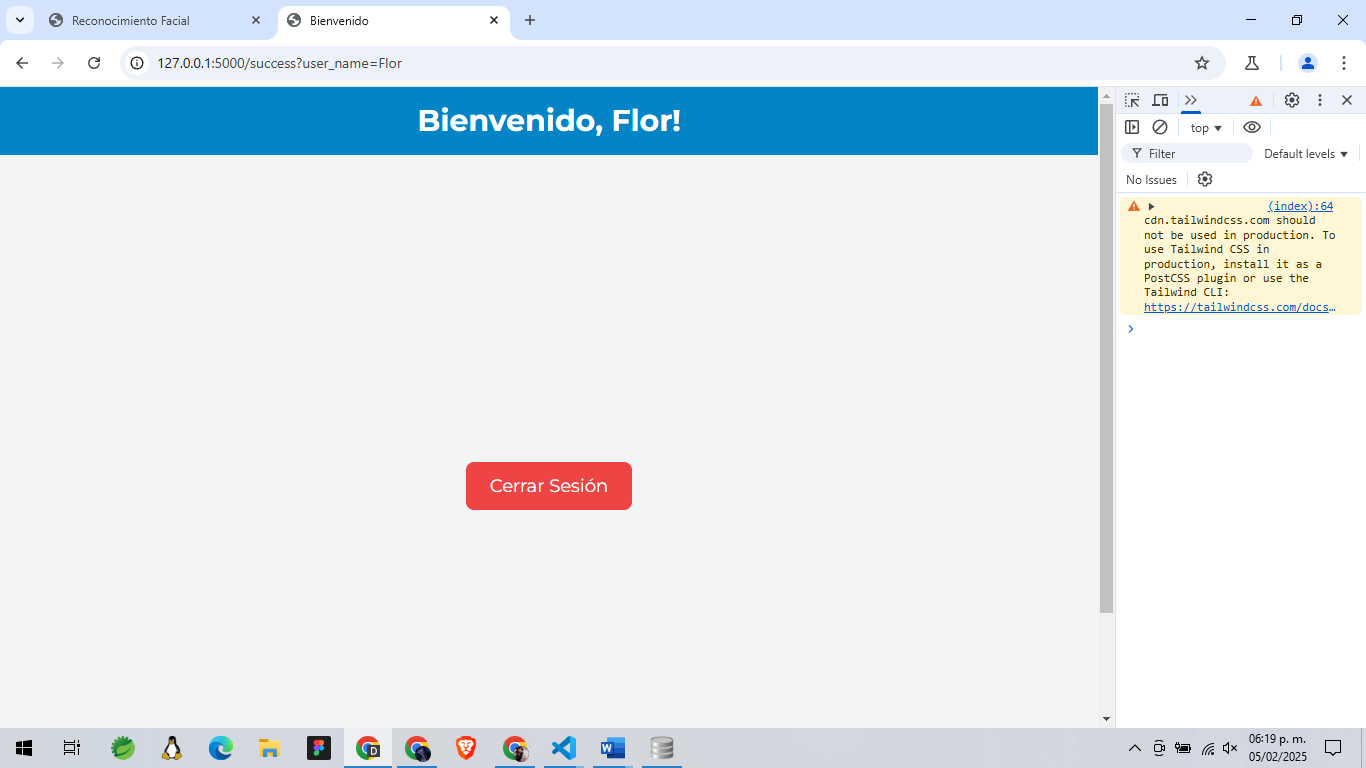 Reconocimiento Facial
Bienvenido
127.0.0.1:5000/success?user_name=Flor
Bienvenido, Flor!
Cerrar Sesión
top
Filter
Default levels
No Issues
(index):64
cdn.tailwindcss.com should
not be used in production. To
use Tailwind CSS in
production, install it as a
PostCSS plugin or use the
Tailwind CLI:
https://tailwindcss.com/docs…
D
W
06:19 p. m.
05/02/2025